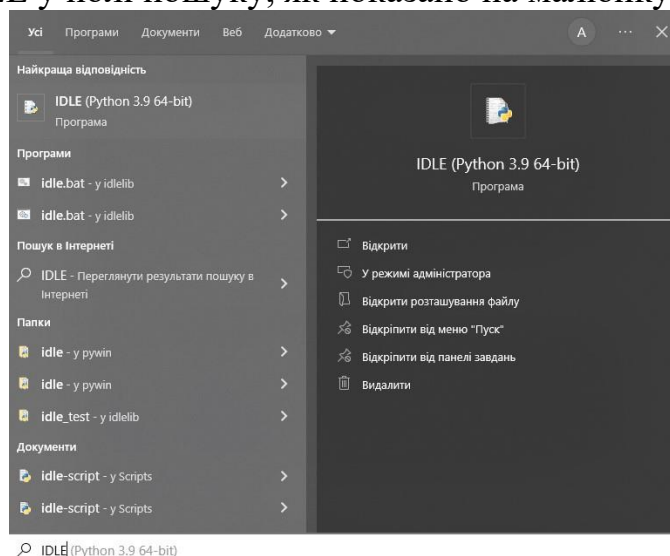 у полі пошуку, як показано на малюнку
Усі Програми Документи Веб Додатково A ... ×
Найкраща відповідність
IDLE (Python 3.9 64-bit)
Програма
Програми
idle.bat - у idlelib
idle.bat - у idlelib
Пошук в Інтернеті
IDLE - Переглянути результати пошуку в
Інтернеті
Папки
idle - у pywin
idle - у pywin
idle_test - у idlelib
Документи
idle-script - у Scripts
idle-script - у Scripts
IDLE (Python 3.9 64-bit)
Програма
Відкрити
У режимі адміністратора
Відкрити розташування файлу
Відкріпити від меню "Пуск"
Відкріпити від панелі завдань
Видалити
IDLE (Python 3.9 64-bit)